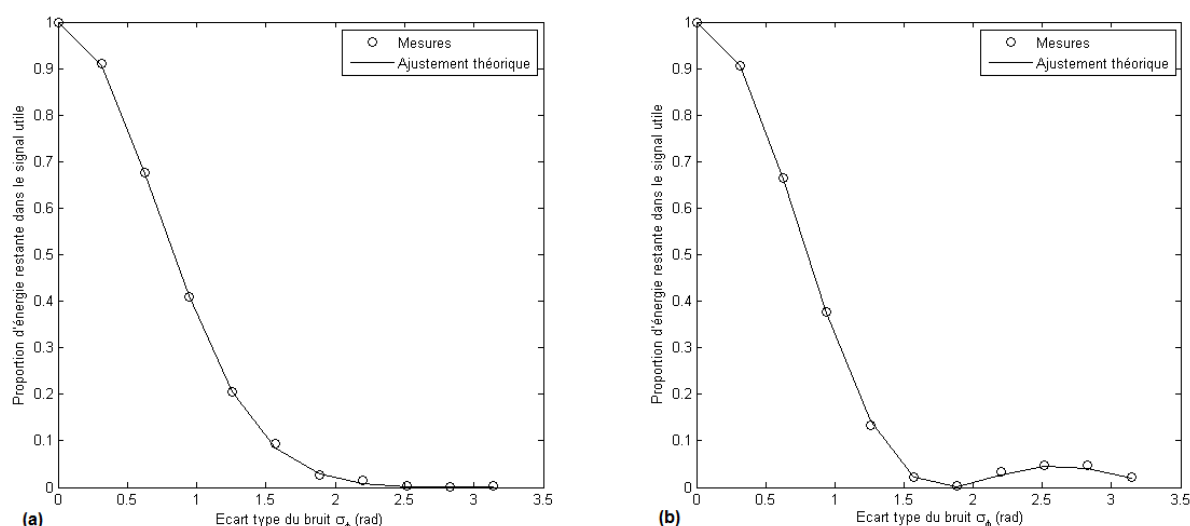 1
0.9
0.8
0.7
0.6
0.5
0.4
0.3
0.2
0.1
0
0 0.5 1 1.5 2 2.5 3 3.5
Proportion d'énergie restante dans le signal utile
Mesures
Ajustement théorique
Ecart type du bruit σϕ (rad)
(a)
1
0.9
0.8
0.7
0.6
0.5
0.4
0.3
0.2
0.1
0
0 0.5 1 1.5 2 2.5 3 3.5
Proportion d'énergie restante dans le signal utile
Mesures
Ajustement théorique
Ecart type du bruit σϕ (rad)
(b)